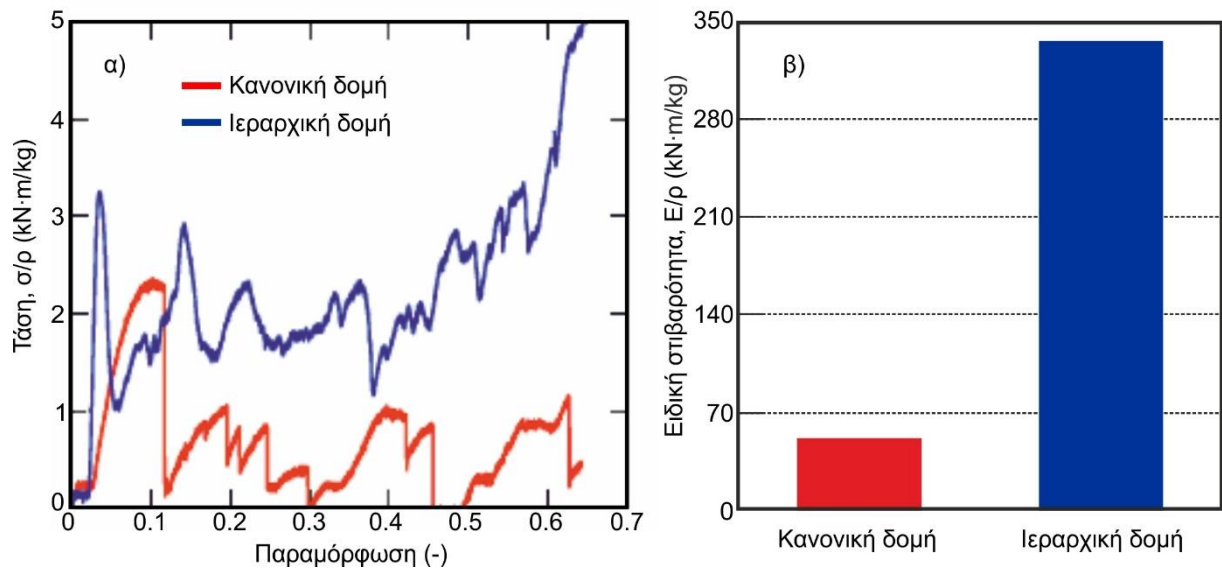 α)
Κανονική δομή
Ιεραρχική δομή
Τάση, σ/ρ (kN·m/kg)
5
4
3
2
1
0
0 0.1 0.2 0.3 0.4 0.5 0.6 0.7
Παραμόρφωση (-)
β)
Ειδική στιβαρότητα, Ε/ρ (kN·m/kg)
350
280
210
140
70
0
Κανονική δομή Ιεραρχική δομή